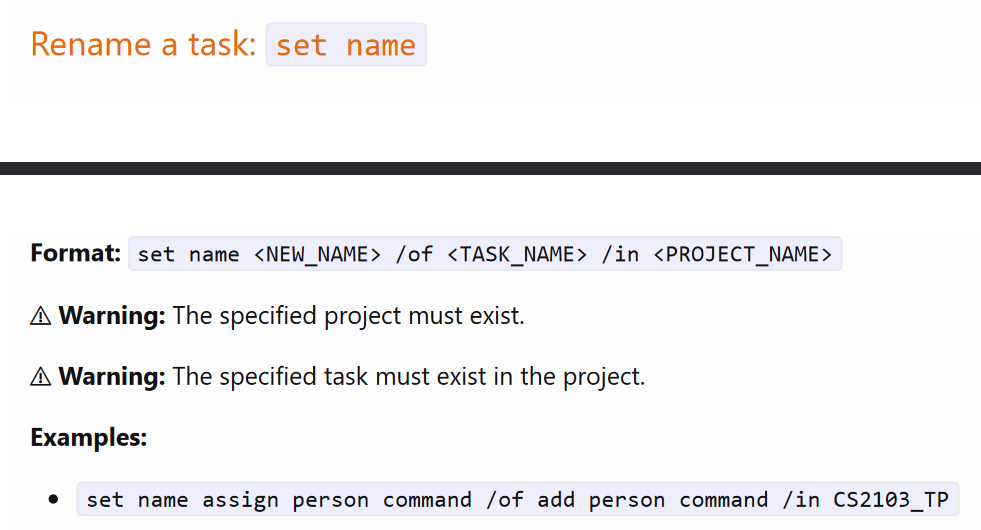 Rename a task: set name
Format: set name <NEW_NAME> /of <TASK_NAME> /in <PROJECT_NAME>
⚠ Warning: The specified project must exist.
⚠ Warning: The specified task must exist in the project.
Examples:
• set name assign person command /of add person command /in CS2103_TP